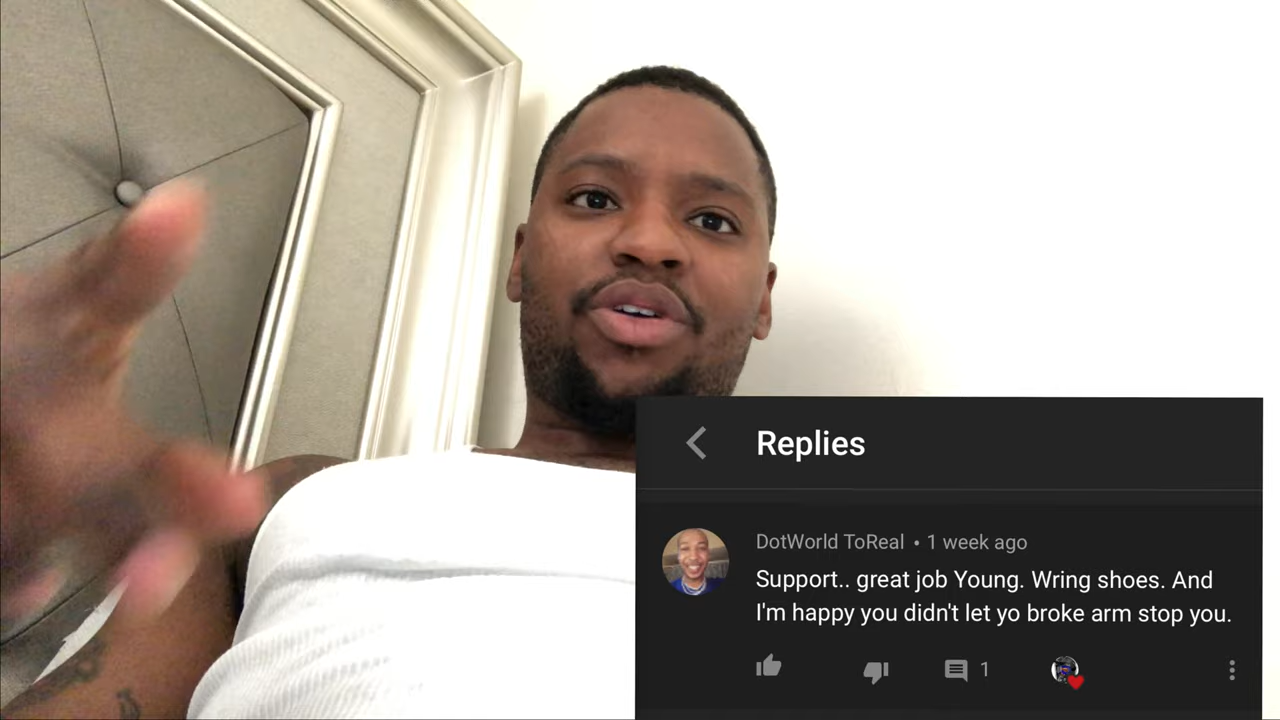 Replies
DotWorld ToReal • 1 week ago
Support.. great job Young. Wring shoes. And
I'm happy you didn't let yo broke arm stop you.
1